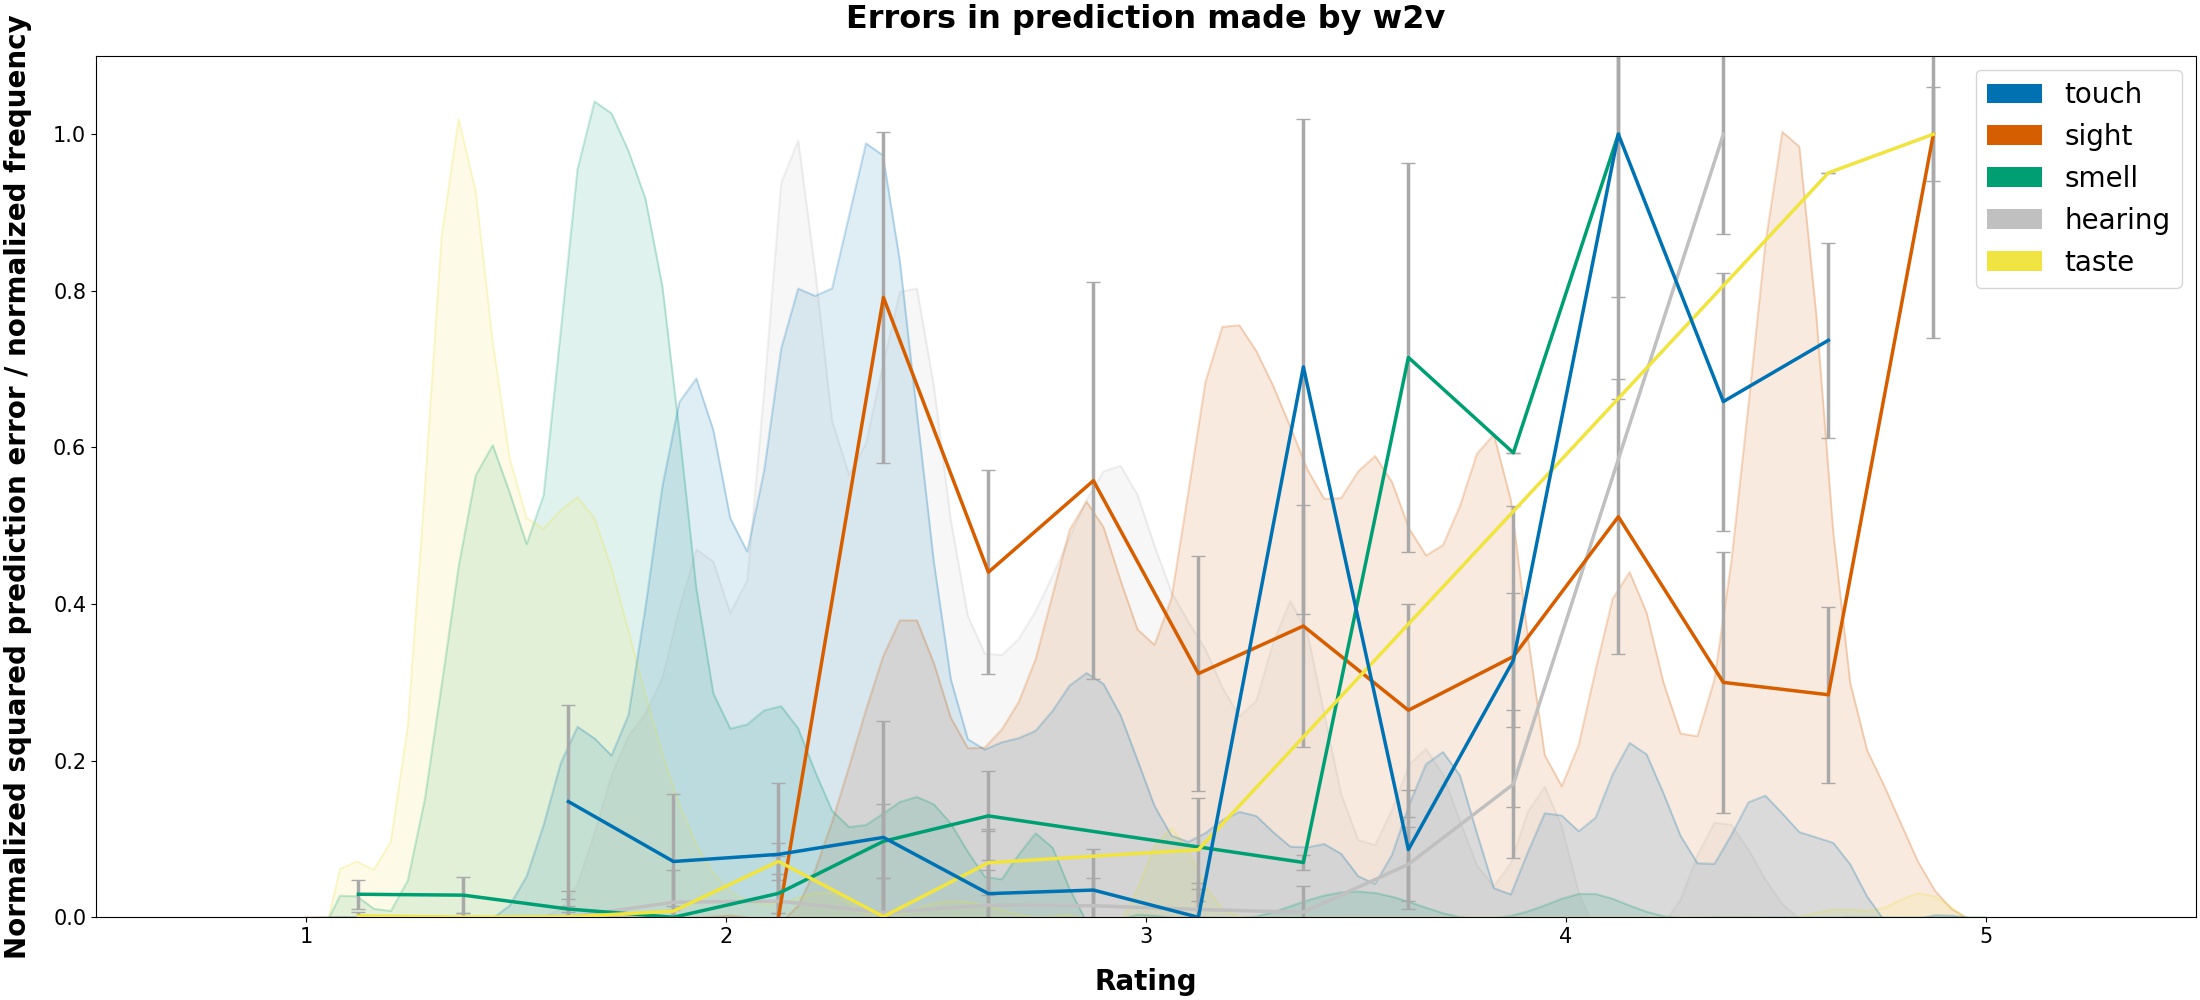 Errors in prediction made by w2v
Normalized squared prediction error / normalized frequency
1.0
0.8
0.6
0.4
0.2
0.0
touch
sight
smell
hearing
taste
1 2 3 4 5
Rating